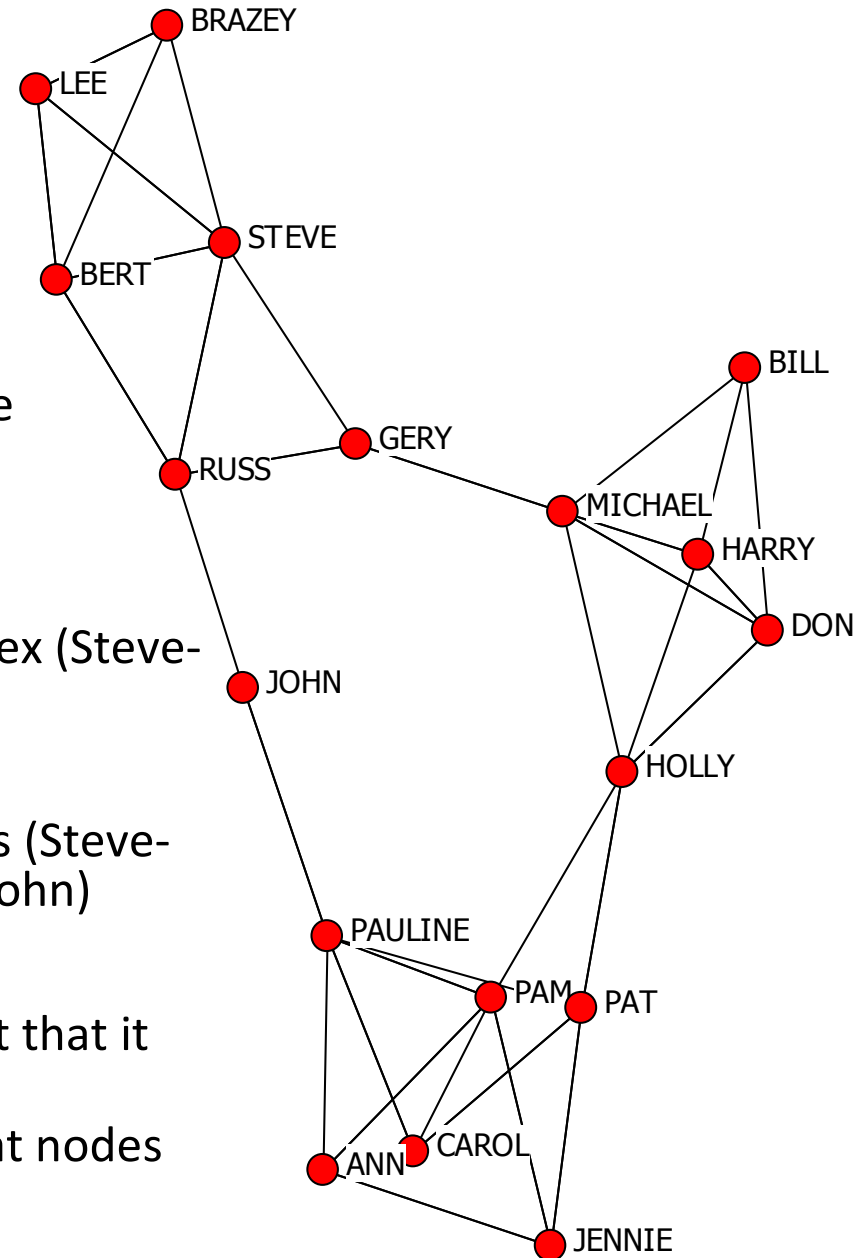 BRAZEY
LEE
STEVE
BERT
BILL
e
GERY
RUSS
MICHAEL
HARRY
DON
ex (Steve-
JOHN
HOLLY
s (Steve-
ohn)
PAULINE
PAM
PAT
t that it
nt nodes
CAROL
ANN
JENNIE